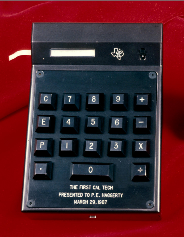 C 7 8 9 +
E 4 5 6 -
P 1 2 3 X
. 0 ÷
THE FIRST CAL TECH
PRESENTED TO P.E. HAGGERTY
MARCH 29, 1967